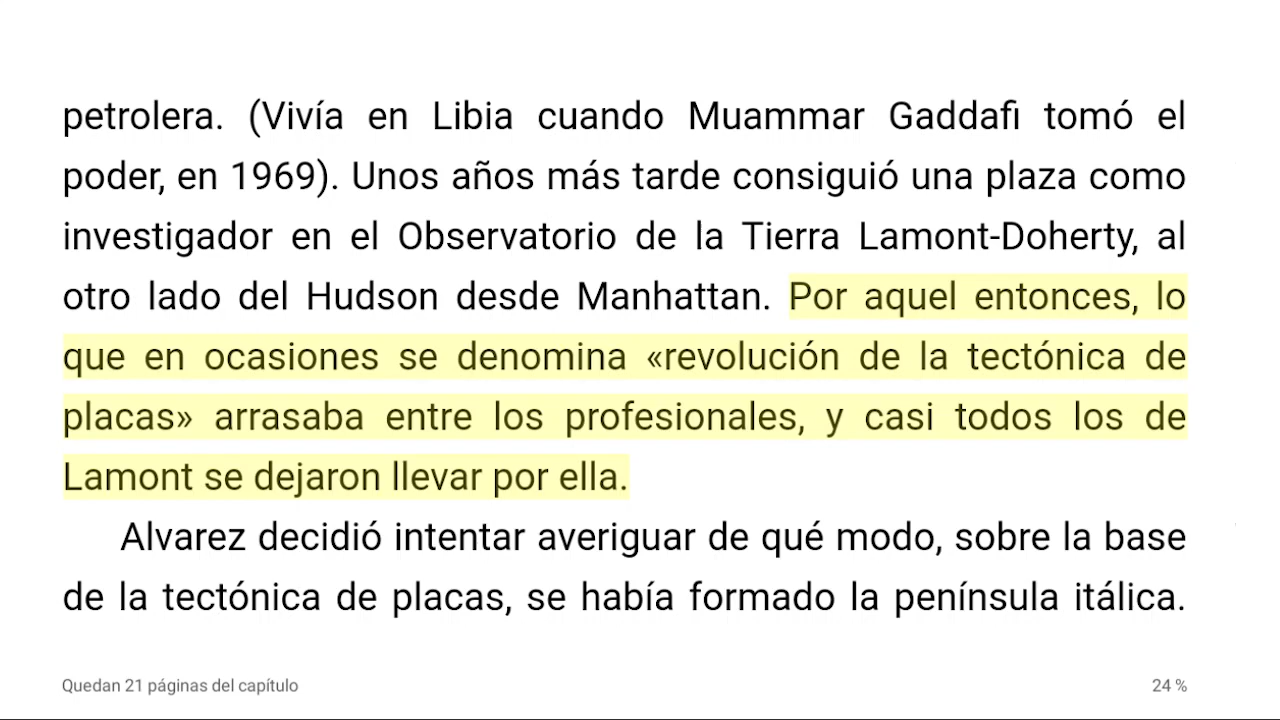 petrolera. (Vivía en Libia cuando Muammar Gaddafi tomó el
poder, en 1969). Unos años más tarde consiguió una plaza como
investigador en el Observatorio de la Tierra Lamont-Doherty, al
otro lado del Hudson desde Manhattan. Por aquel entonces, lo
que en ocasiones se denomina «revolución de la tectónica de
placas» arrasaba entre los profesionales, y casi todos los de
Lamont se dejaron llevar por ella.
Alvarez decidió intentar averiguar de qué modo, sobre la base
de la tectónica de placas, se había formado la península itálica.
Quedan 21 páginas del capítulo
24 %